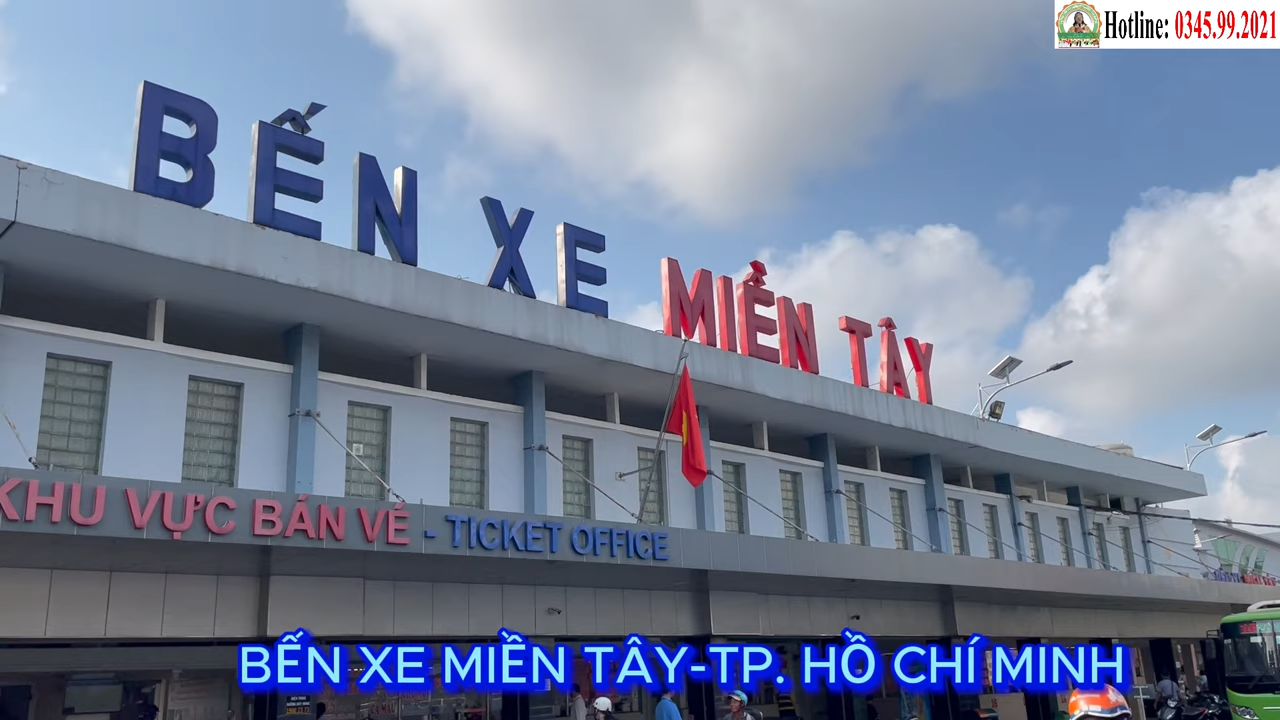 Hotline: 0345.99.2021
BẾN XE MIỀN TÂY
KHU VỰC BÁN VÉ - TICKET OFFICE
BẾN XE MIỀN TÂY-TP. HỒ CHÍ MINH